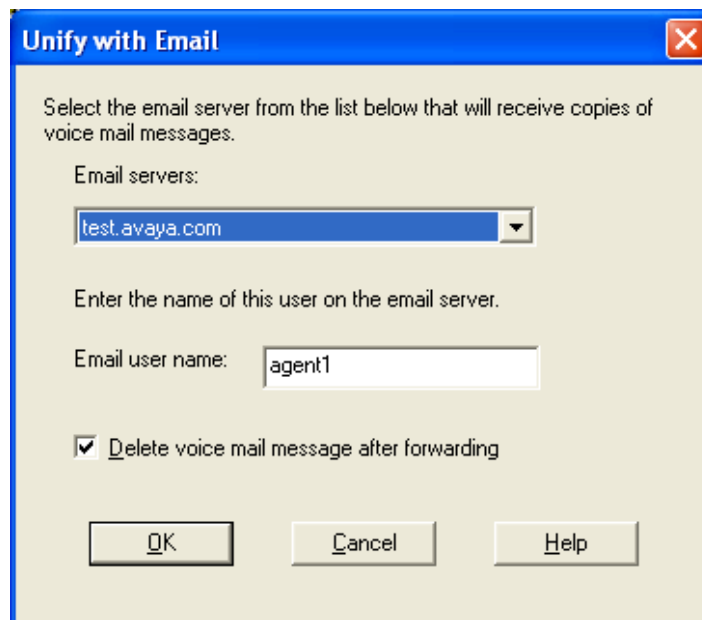 Unify with Email
Select the email server from the list below that will receive copies of
voice mail messages.
Email servers:
test.avaya.com
Enter the name of this user on the email server.
Email user name:
agent1
Delete voice mail message after forwarding
OK
Cancel
Help